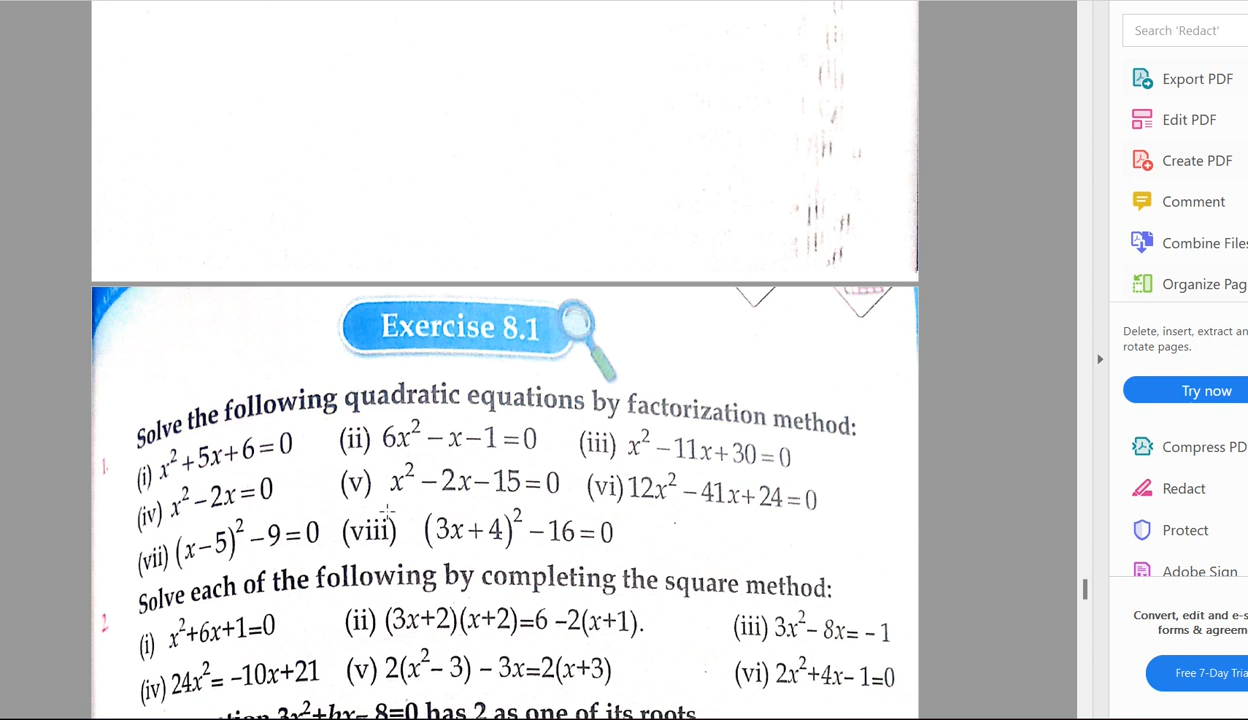 Search 'Redact'
Export PDF
Edit PDF
Create PDF
Comment
Combine Files
Organize Pag
Delete, insert, extract an
rotate pages.
Try now
Compress PD
Redact
Protect
Adobe Sign
Convert, edit and e-s
forms & agreem
Free 7-Day Tria
Exercise 8.1
1. Solve the following quadratic equations by factorization method:
(i) x²+5x+6=0 (ii) 6x²−x−1=0 (iii) x²−11x+30=0
(iv) x²−2x=0 (v) x²−2x−15=0 (vi) 12x²−41x+24=0
(vii) (x−5)²−9=0 (viii) (3x+4)²−16=0
2. Solve each of the following by completing the square method:
(i) x²+6x+1=0 (ii) (3x+2)(x+2)=6−2(x+1). (iii) 3x²−8x=−1
(iv) 24x²=−10x+21 (v) 2(x²−3)−3x=2(x+3) (vi) 2x²+4x−1=0
3x²+bx−8=0 has 2 as one of its roots